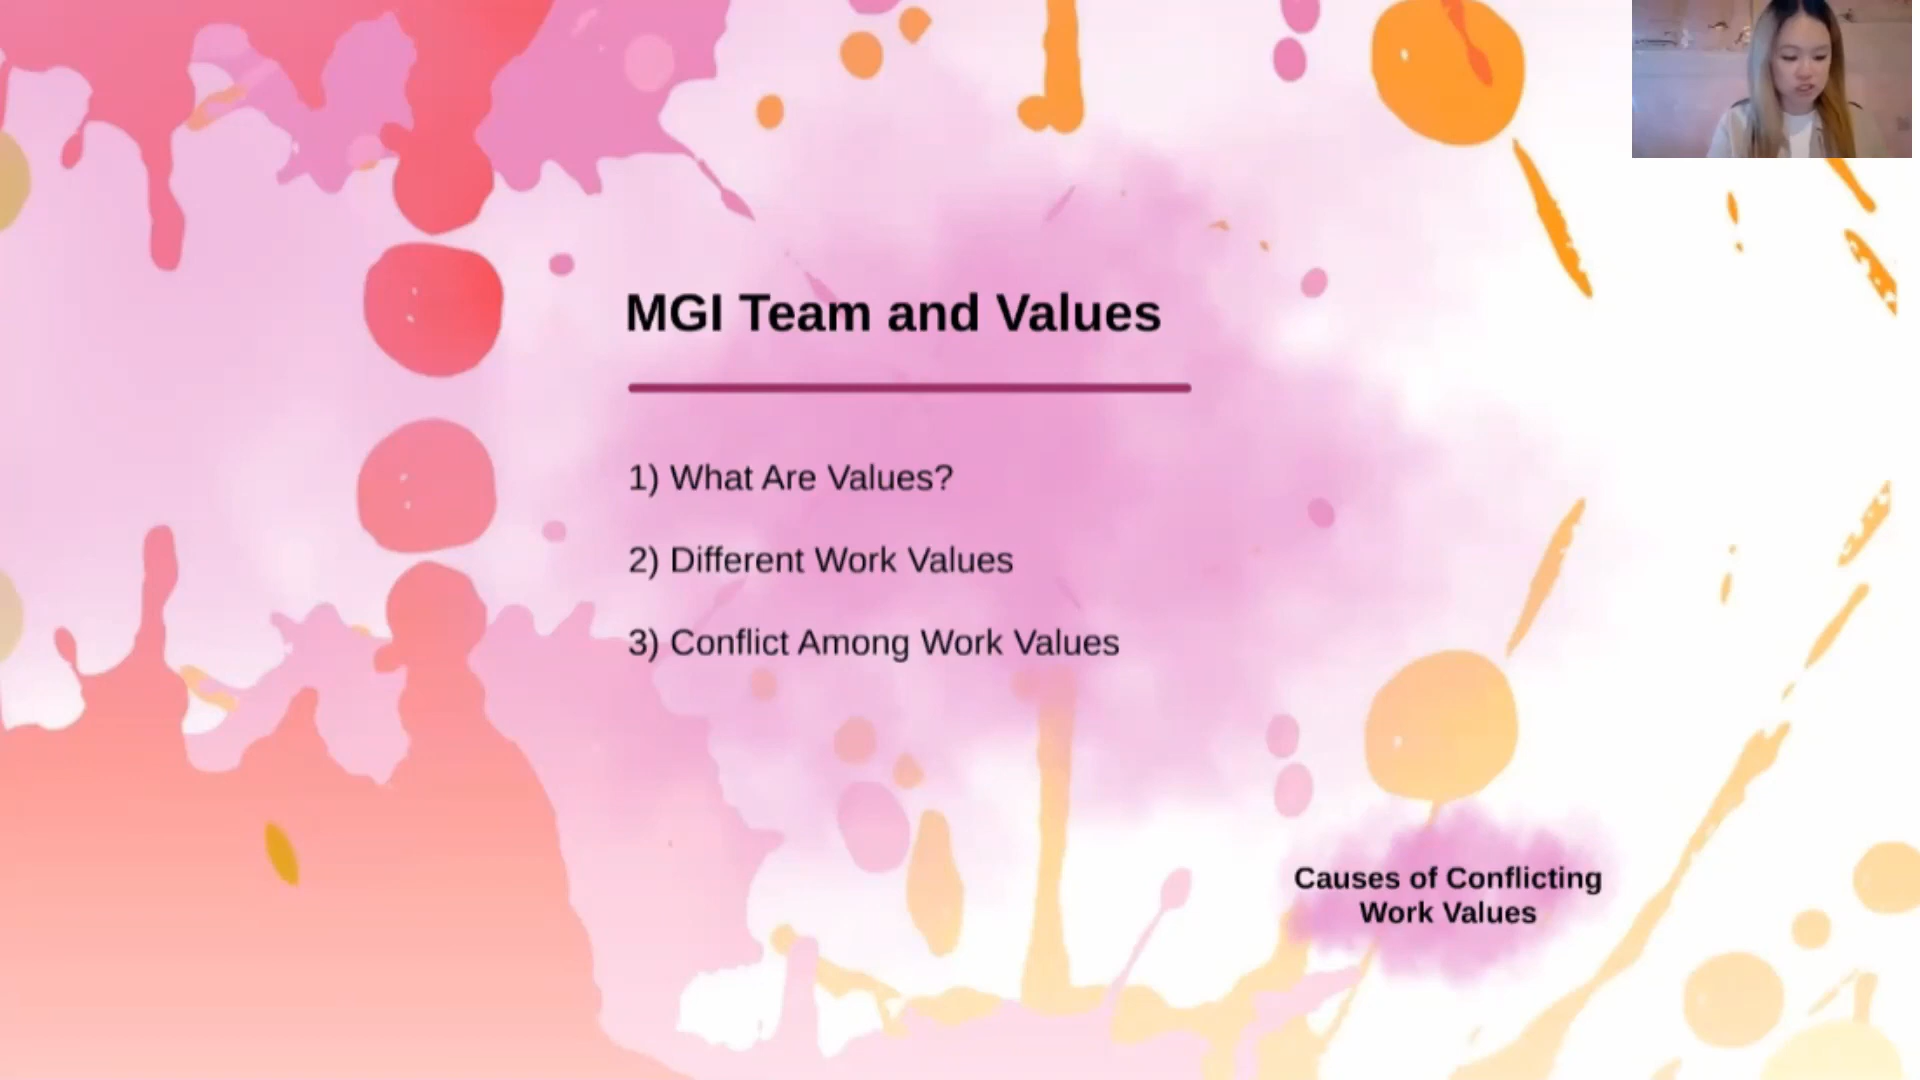 MGI Team and Values
1) What Are Values?
2) Different Work Values
3) Conflict Among Work Values
Causes of Conflicting
Work Values